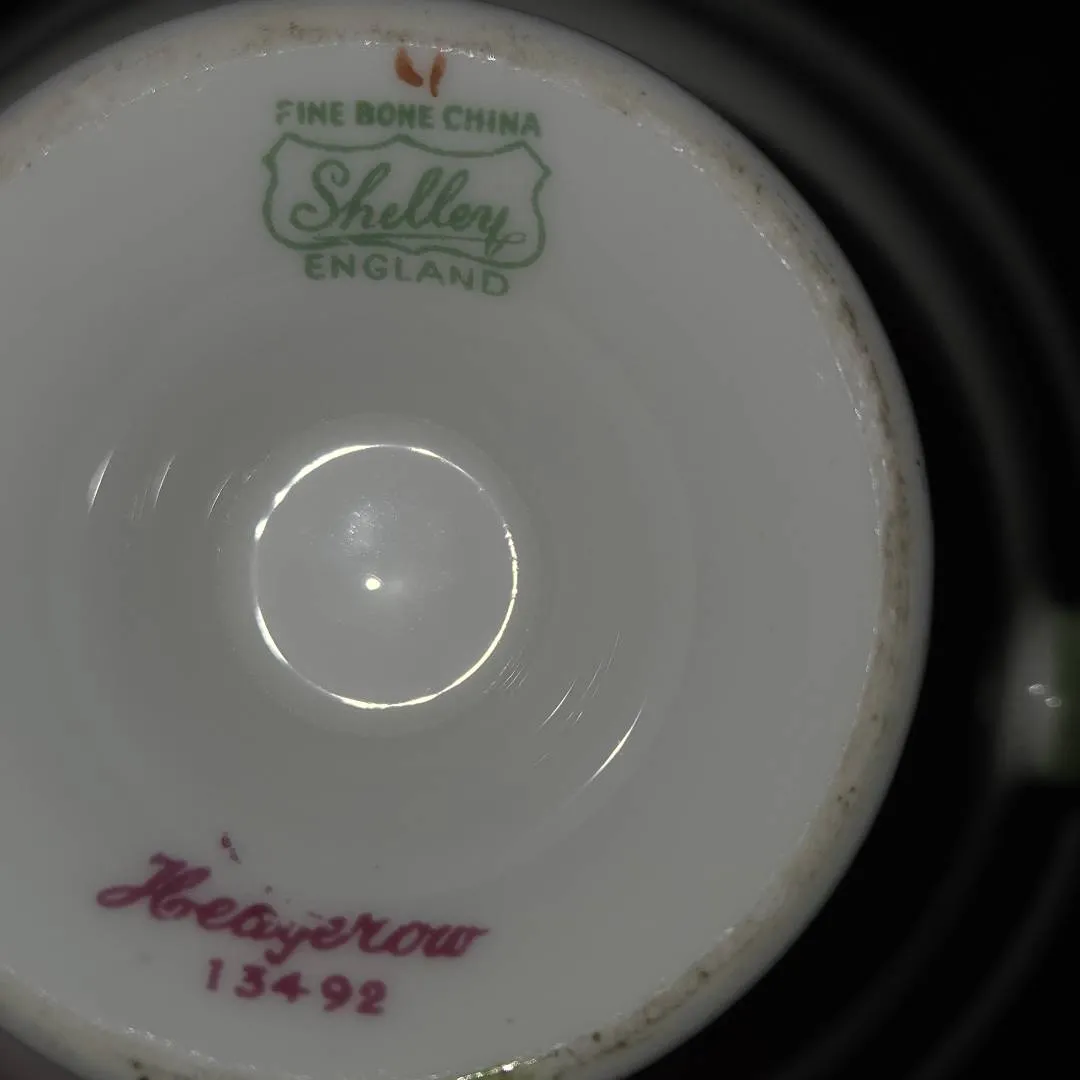 FINE BONE CHINA
Shelley
ENGLAND
Hedgerow
13492